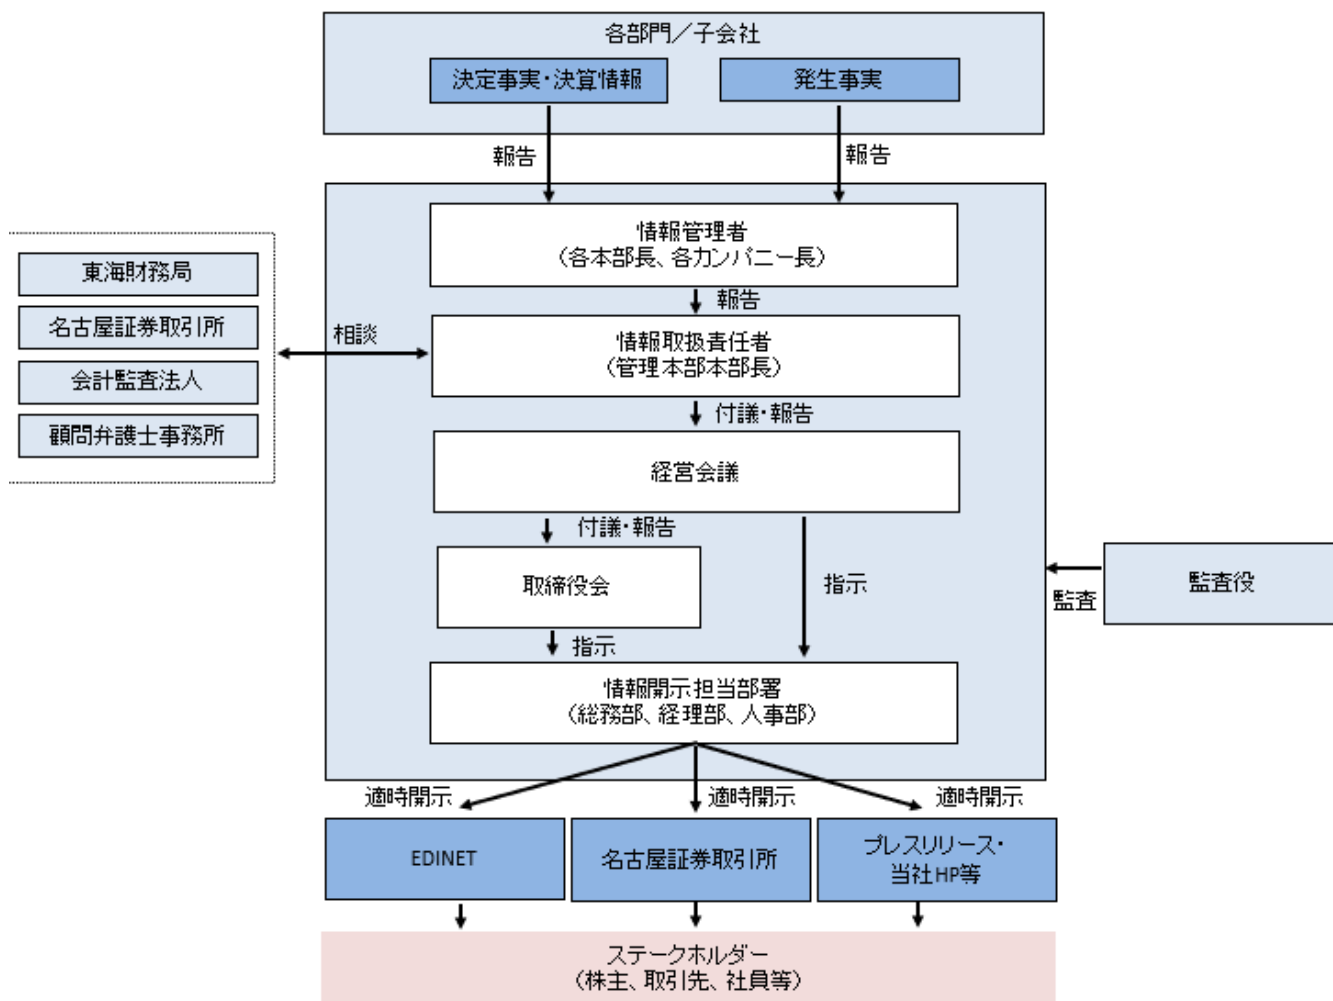 各部門／子会社
決定事実・決算情報
発生事実
報告
報告
情報管理者
（各本部長、各カンパニー長）
報告
東海財務局
名古屋証券取引所
会計監査法人
顧問弁護士事務所
相談
情報取扱責任者
（管理本部本部長）
付議・報告
経営会議
付議・報告
取締役会
指示
指示
監査役
監査
情報開示担当部署
（総務部、経理部、人事部）
適時開示
適時開示
適時開示
EDINET
名古屋証券取引所
プレスリリース・
当社HP等
ステークホルダー
（株主、取引先、社員等）